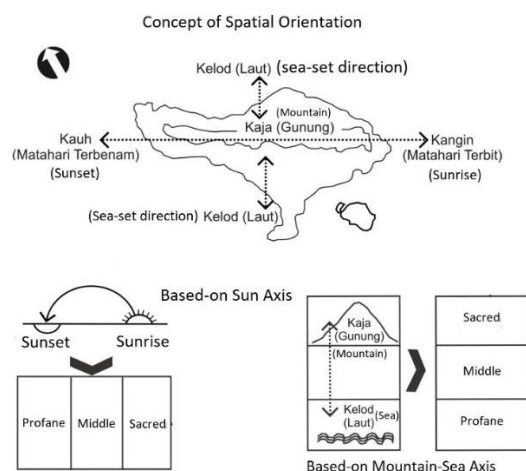 Concept of Spatial Orientation
Kelod (Laut) (sea-set direction)
(Mountain)
Kaja (Gunung)
Kauh
(Matahari Terbenam)
(Sunset)
Kangin
(Matahari Terbit)
(Sunrise)
(Sea-set direction) Kelod (Laut)
Based-on Sun Axis
Sunset
Sunrise
Profane
Middle
Sacred
Kaja
(Gunung)
(Mountain)
Kelod
(Laut) (Sea)
Sacred
Middle
Profane
Based-on Mountain-Sea Axis